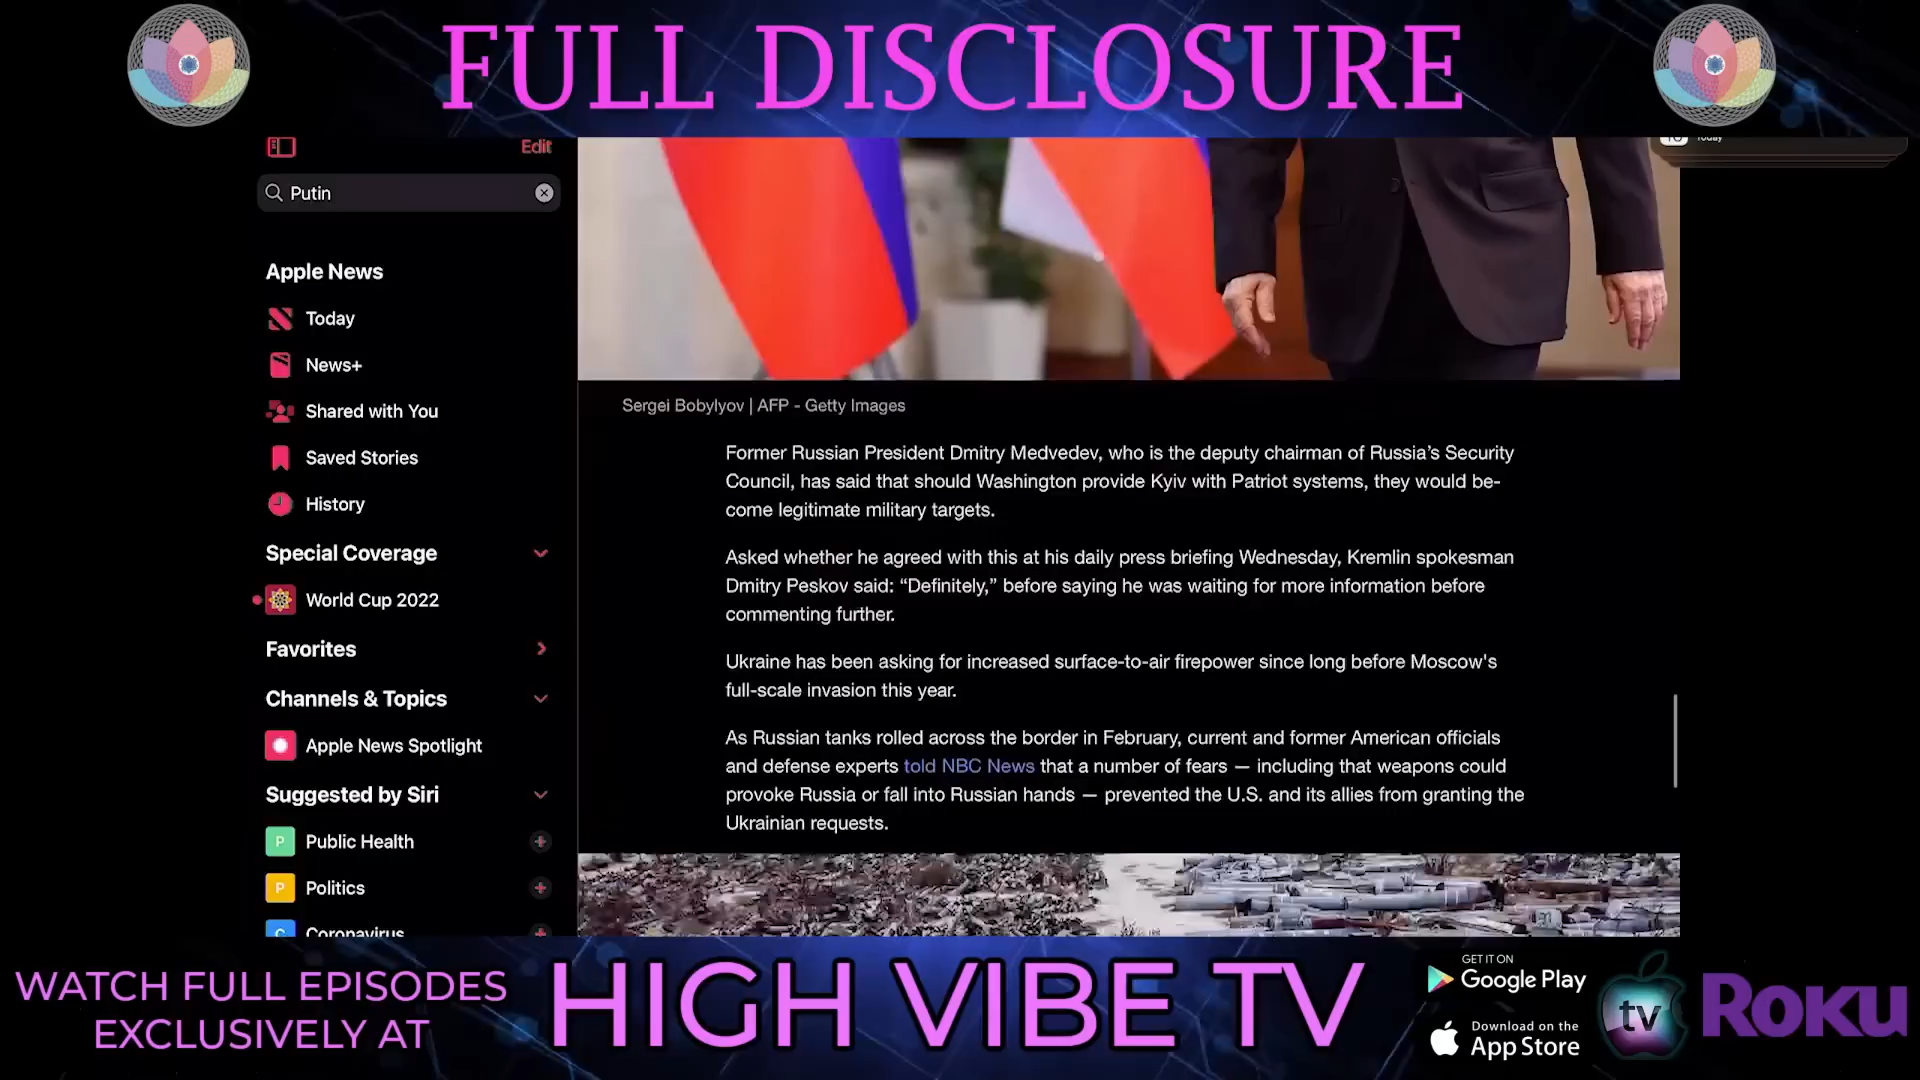 FULL DISCLOSURE
Edit
Today
Putin
Apple News
Today
News+
Shared with You
Saved Stories
History
Special Coverage
World Cup 2022
Favorites
Channels & Topics
Apple News Spotlight
Suggested by Siri
P Public Health
P Politics
C Coronavirus
Sergei Bobylyov | AFP - Getty Images
Former Russian President Dmitry Medvedev, who is the deputy chairman of Russia's Security
Council, has said that should Washington provide Kyiv with Patriot systems, they would be-
come legitimate military targets.
Asked whether he agreed with this at his daily press briefing Wednesday, Kremlin spokesman
Dmitry Peskov said: “Definitely,” before saying he was waiting for more information before
commenting further.
Ukraine has been asking for increased surface-to-air firepower since long before Moscow's
full-scale invasion this year.
As Russian tanks rolled across the border in February, current and former American officials
and defense experts told NBC News that a number of fears — including that weapons could
provoke Russia or fall into Russian hands — prevented the U.S. and its allies from granting the
Ukrainian requests.
WATCH FULL EPISODES
EXCLUSIVELY AT
HIGH VIBE TV
GET IT ON
Google Play
Download on the
App Store
tv
ROKU